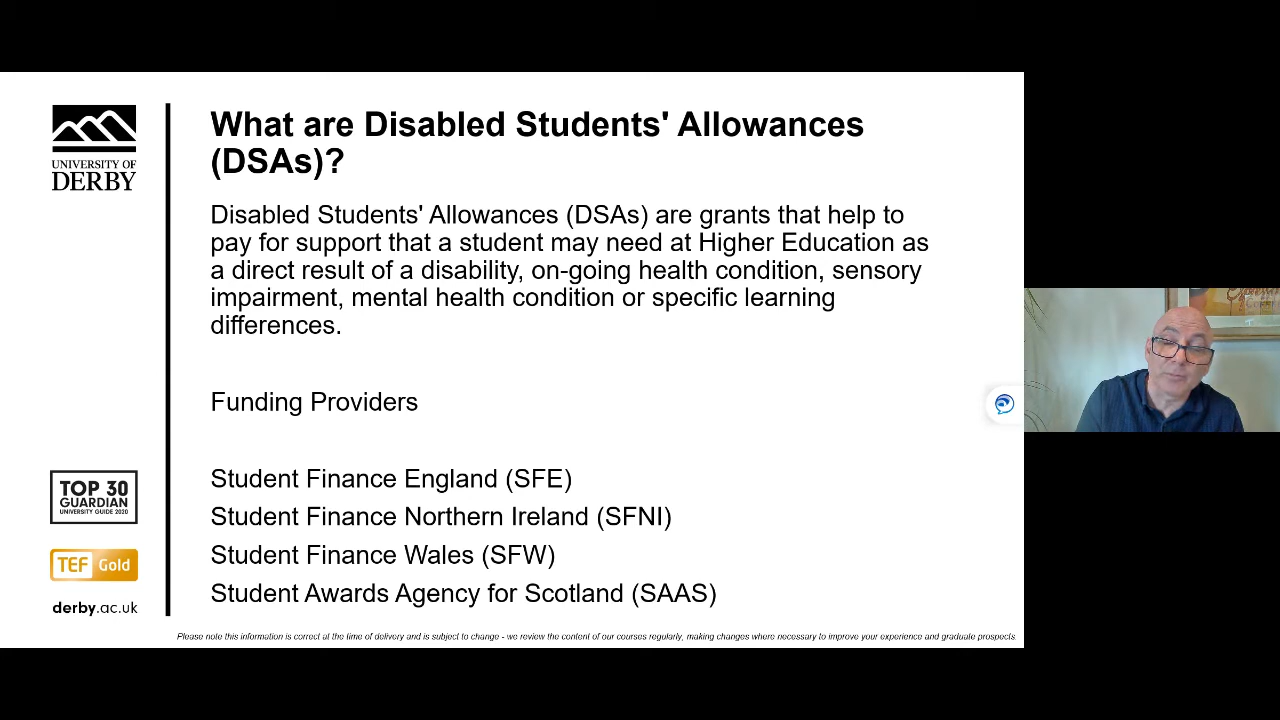 What are Disabled Students' Allowances
(DSAs)?
UNIVERSITY OF
DERBY
Disabled Students' Allowances (DSAs) are grants that help to
pay for support that a student may need at Higher Education as
a direct result of a disability, on-going health condition, sensory
impairment, mental health condition or specific learning
differences.
Funding Providers
Student Finance England (SFE)
Student Finance Northern Ireland (SFNI)
Student Finance Wales (SFW)
Student Awards Agency for Scotland (SAAS)
TOP 30
GUARDIAN
UNIVERSITY GUIDE 2020
TEF Gold
derby.ac.uk
Please note this information is correct at the time of delivery and is subject to change - we review the content of our courses regularly, making changes where necessary to improve your experience and graduate prospects.